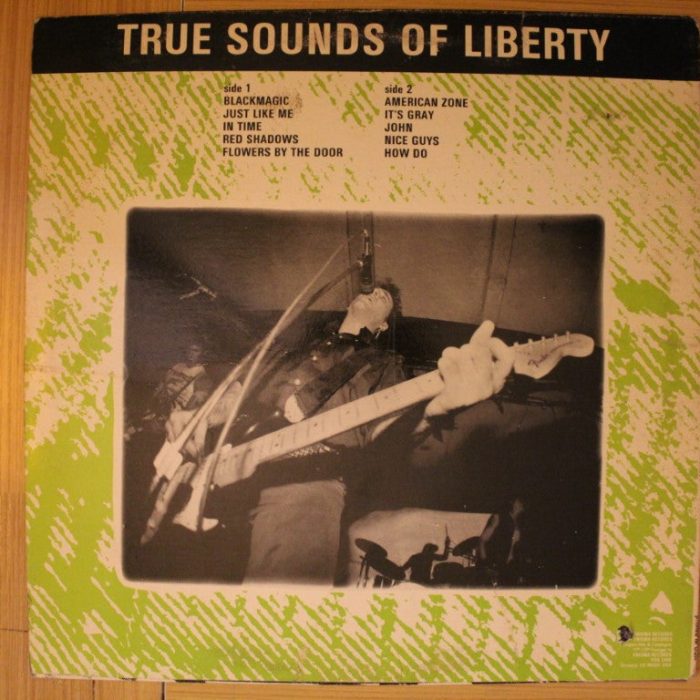 TRUE SOUNDS OF LIBERTY
side 1
BLACKMAGIC
JUST LIKE ME
IN TIME
RED SHADOWS
FLOWERS BY THE DOOR
side 2
AMERICAN ZONE
IT'S GRAY
JOHN
NICE GUYS
HOW DO